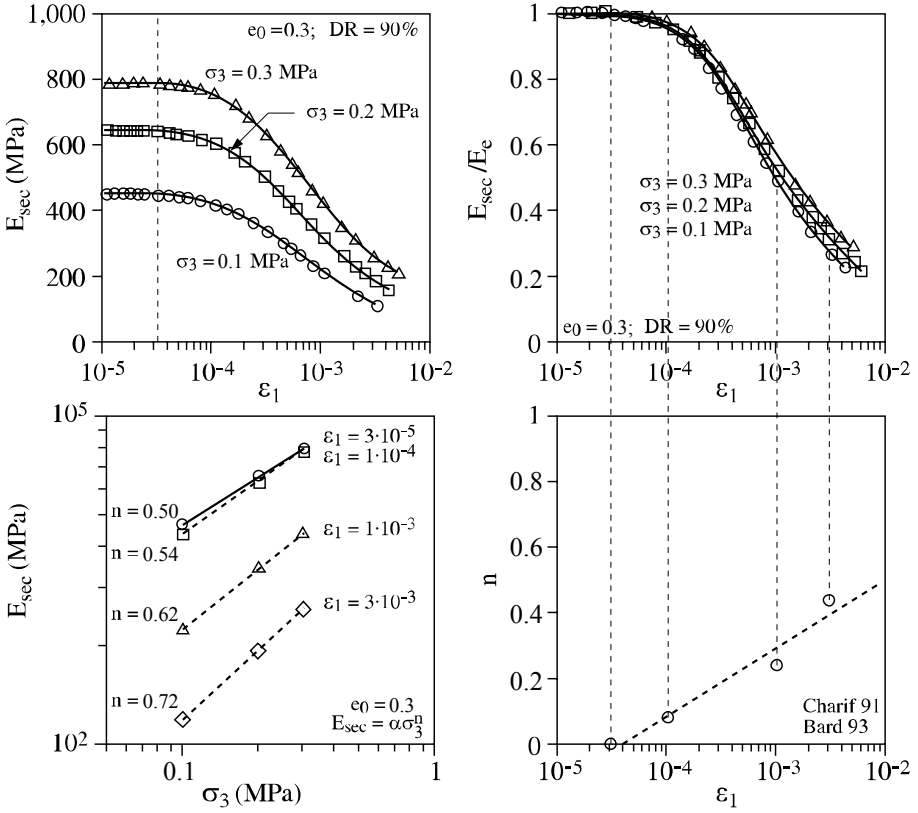 1,000
800
600
400
200
0
E_sec (MPa)
e₀ = 0.3; DR = 90%
σ₃ = 0.3 MPa
σ₃ = 0.2 MPa
σ₃ = 0.1 MPa
10⁻⁵ 10⁻⁴ 10⁻³ 10⁻²
ε₁
1
0.8
0.6
0.4
0.2
0
E_sec/E_e
σ₃ = 0.3 MPa
σ₃ = 0.2 MPa
σ₃ = 0.1 MPa
e₀ = 0.3; DR = 90%
10⁻⁵ 10⁻⁴ 10⁻³ 10⁻²
ε₁
10⁵
10²
E_sec (MPa)
ε₁ = 3·10⁻⁵
ε₁ = 1·10⁻⁴
n = 0.50
n = 0.54
ε₁ = 1·10⁻³
n = 0.62
ε₁ = 3·10⁻³
n = 0.72
e₀ = 0.3
E_sec = ασ₃ⁿ
0.1 1
σ₃ (MPa)
1
0.8
0.6
0.4
0.2
0
n
Charif 91
Bard 93
10⁻⁵ 10⁻⁴ 10⁻³ 10⁻²
ε₁